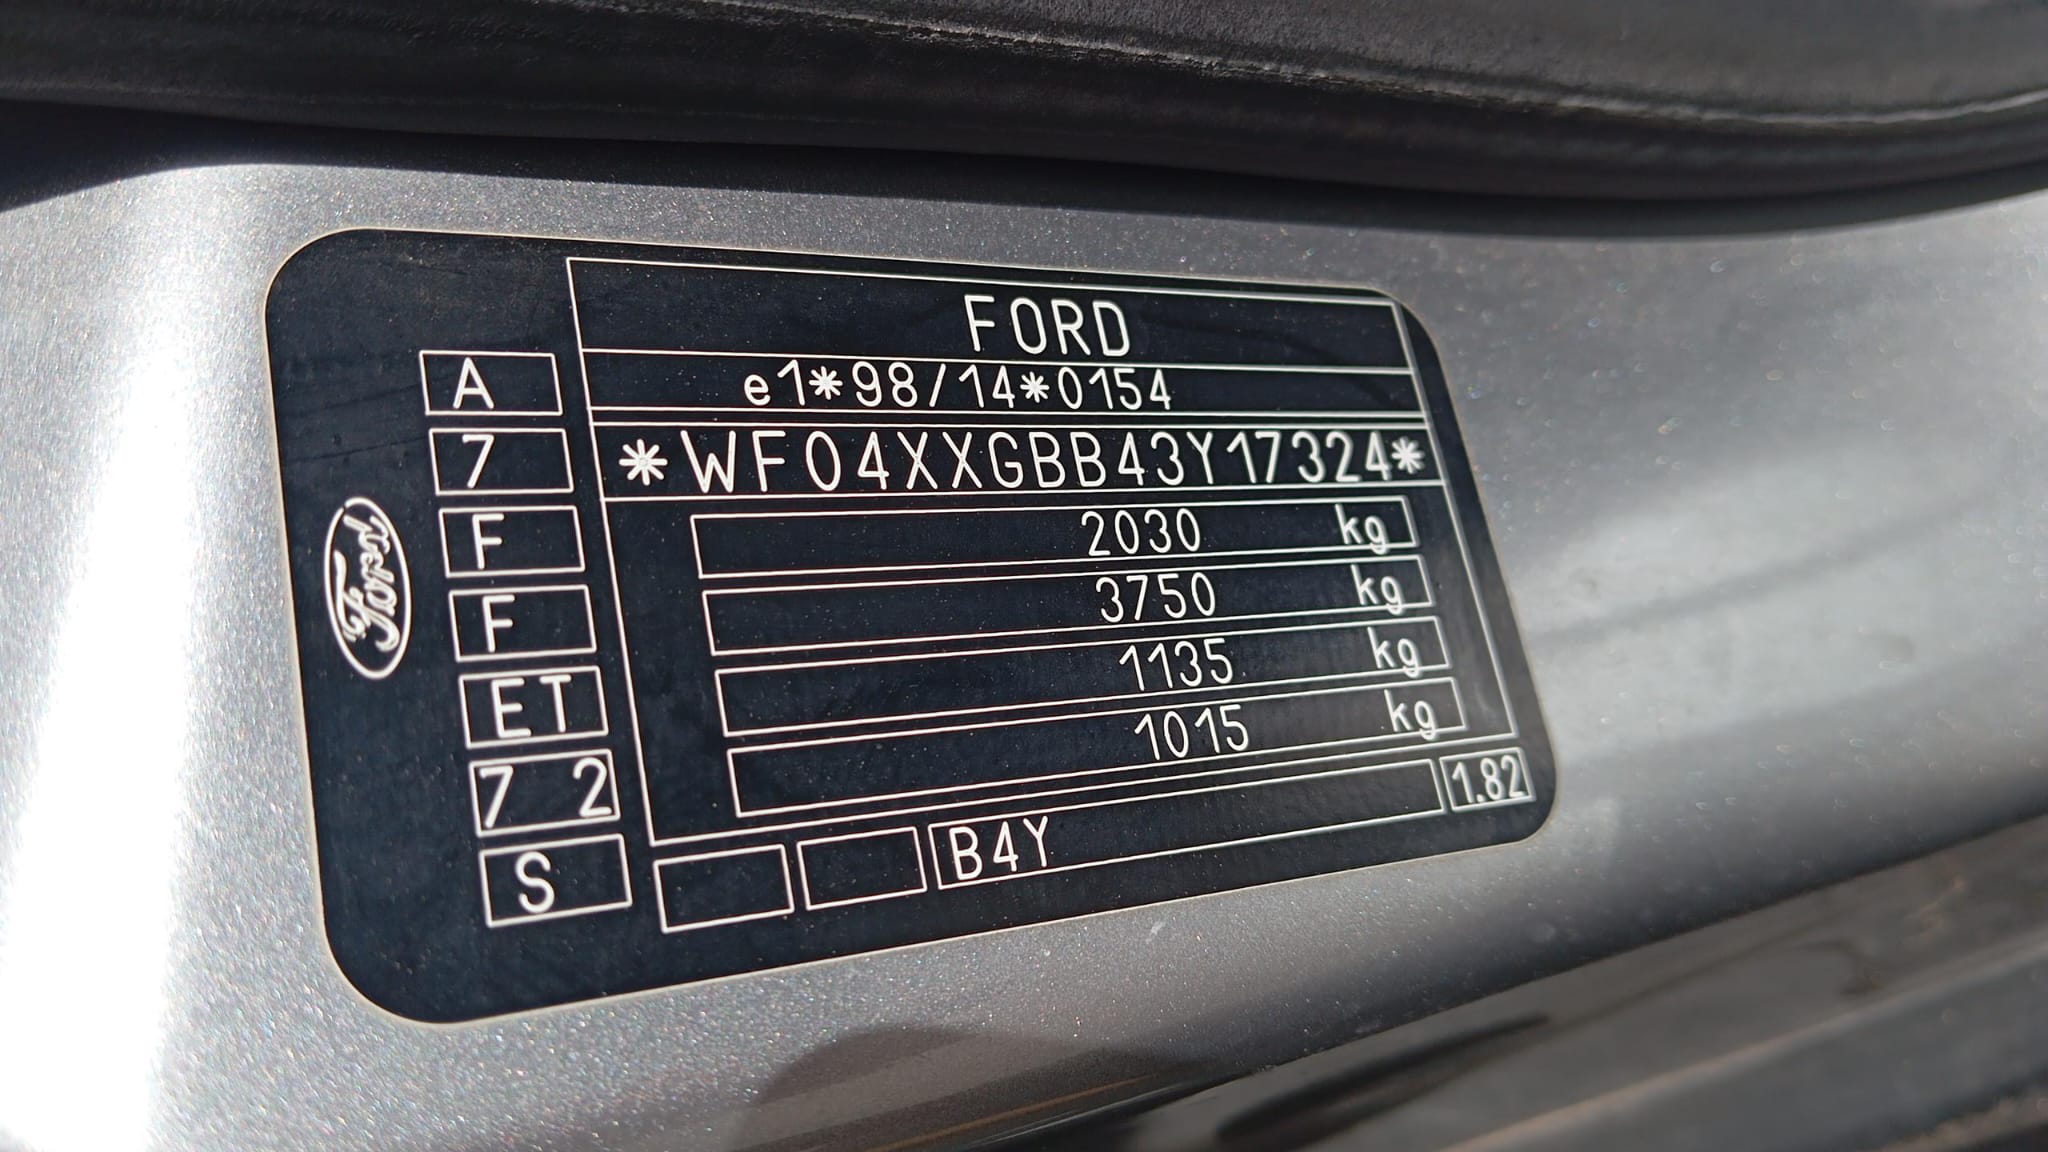 FORD
A
e1*98/14*0154
7
*WF04XXGBB43Y17324*
F
2030 kg
F
3750 kg
ET
1135 kg
7 2
1015 kg
S
B4Y
1.82
Ford